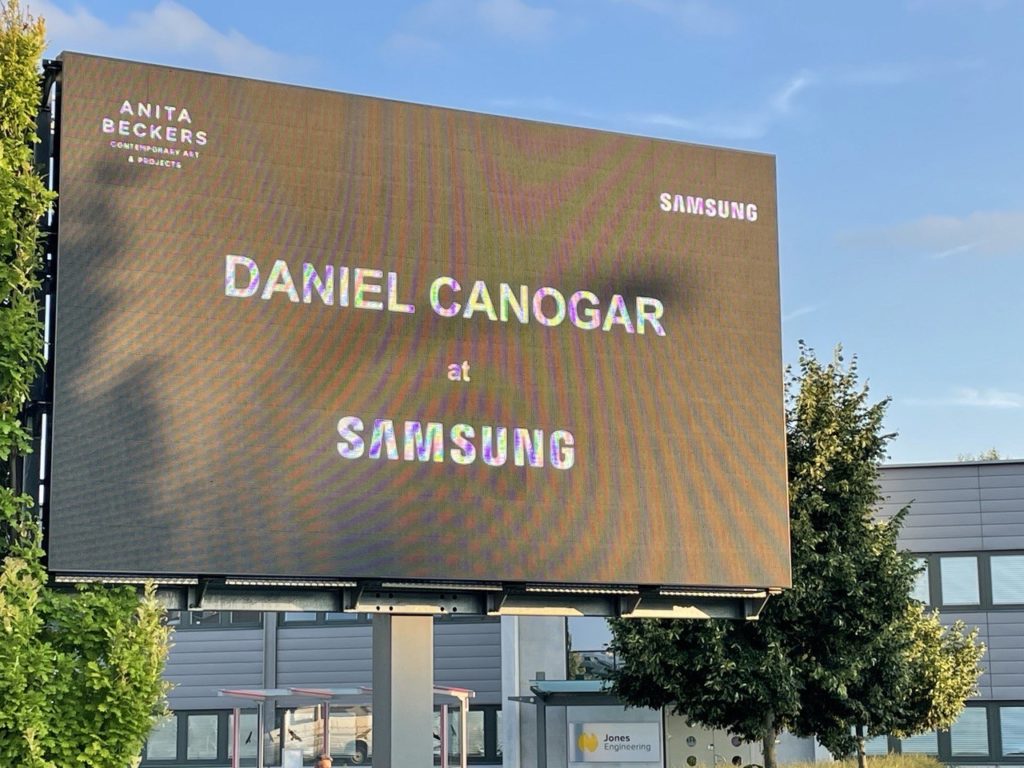 ANITA
BECKERS
CONTEMPORARY ART
& PROJECTS
SAMSUNG
DANIEL CANOGAR
at
SAMSUNG
Jones
Engineering